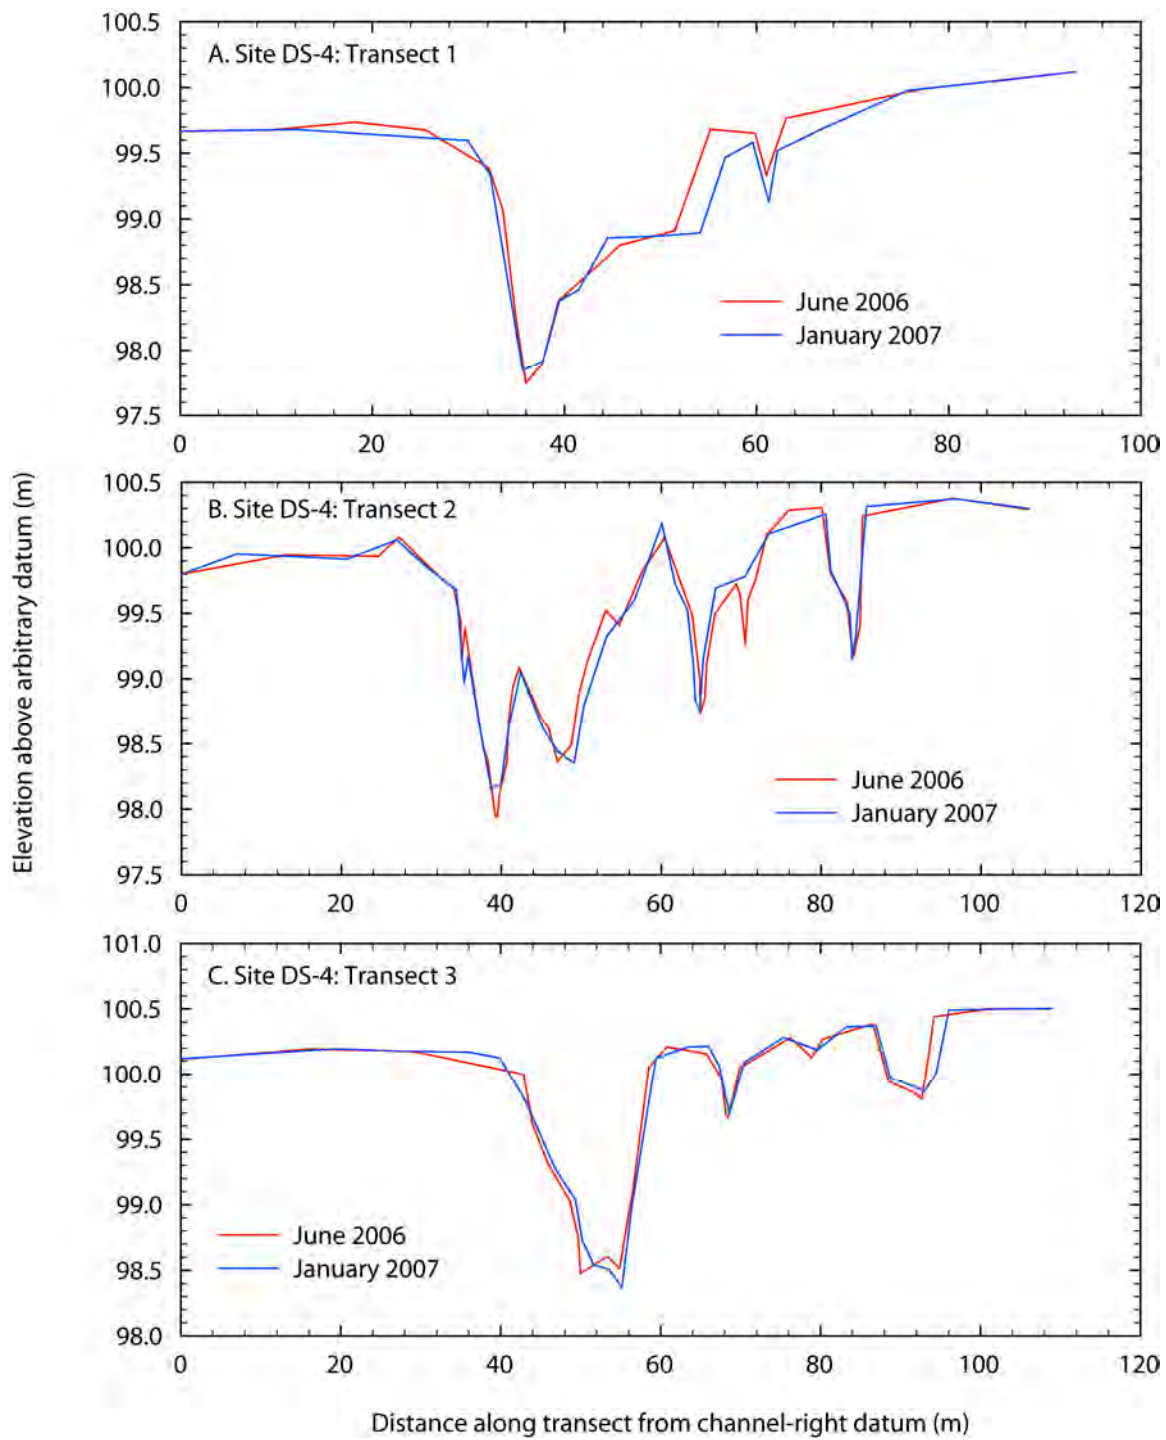 A. Site DS-4: Transect 1
100.5
100.0
99.5
99.0
98.5
98.0
97.5
June 2006
January 2007
0 20 40 60 80 100
Elevation above arbitrary datum (m)
B. Site DS-4: Transect 2
100.5
100.0
99.5
99.0
98.5
98.0
97.5
June 2006
January 2007
0 20 40 60 80 100 120
C. Site DS-4: Transect 3
101.0
100.5
100.0
99.5
99.0
98.5
98.0
June 2006
January 2007
0 20 40 60 80 100 120
Distance along transect from channel-right datum (m)